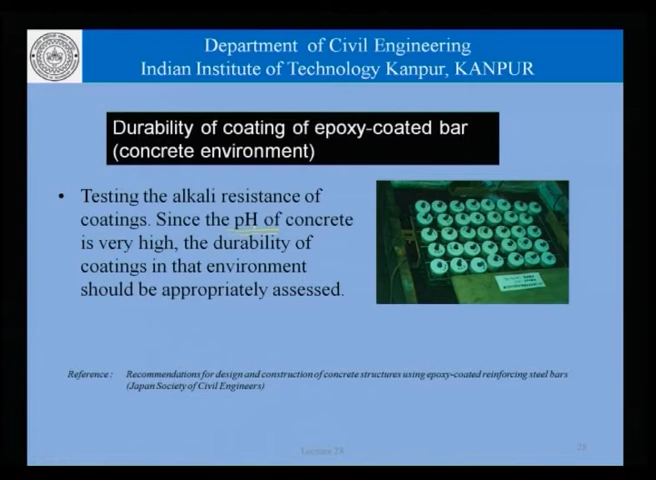 Department of Civil Engineering
Indian Institute of Technology Kanpur, KANPUR
Durability of coating of epoxy-coated bar
(concrete environment)
• Testing the alkali resistance of
coatings. Since the pH of concrete
is very high, the durability of
coatings in that environment
should be appropriately assessed.
Reference : Recommendations for design and construction of concrete structures using epoxy-coated reinforcing steel bars
(Japan Society of Civil Engineers)
Lecture 28
28